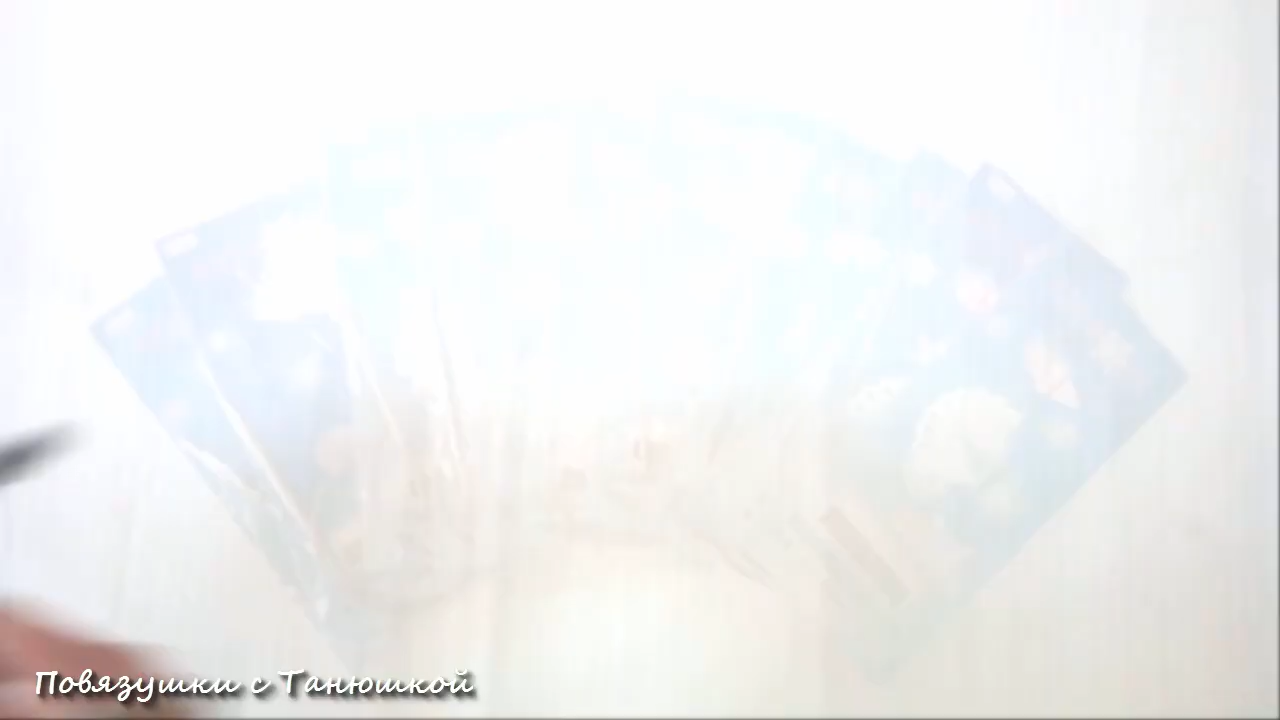 Повязушки с Танюшкой